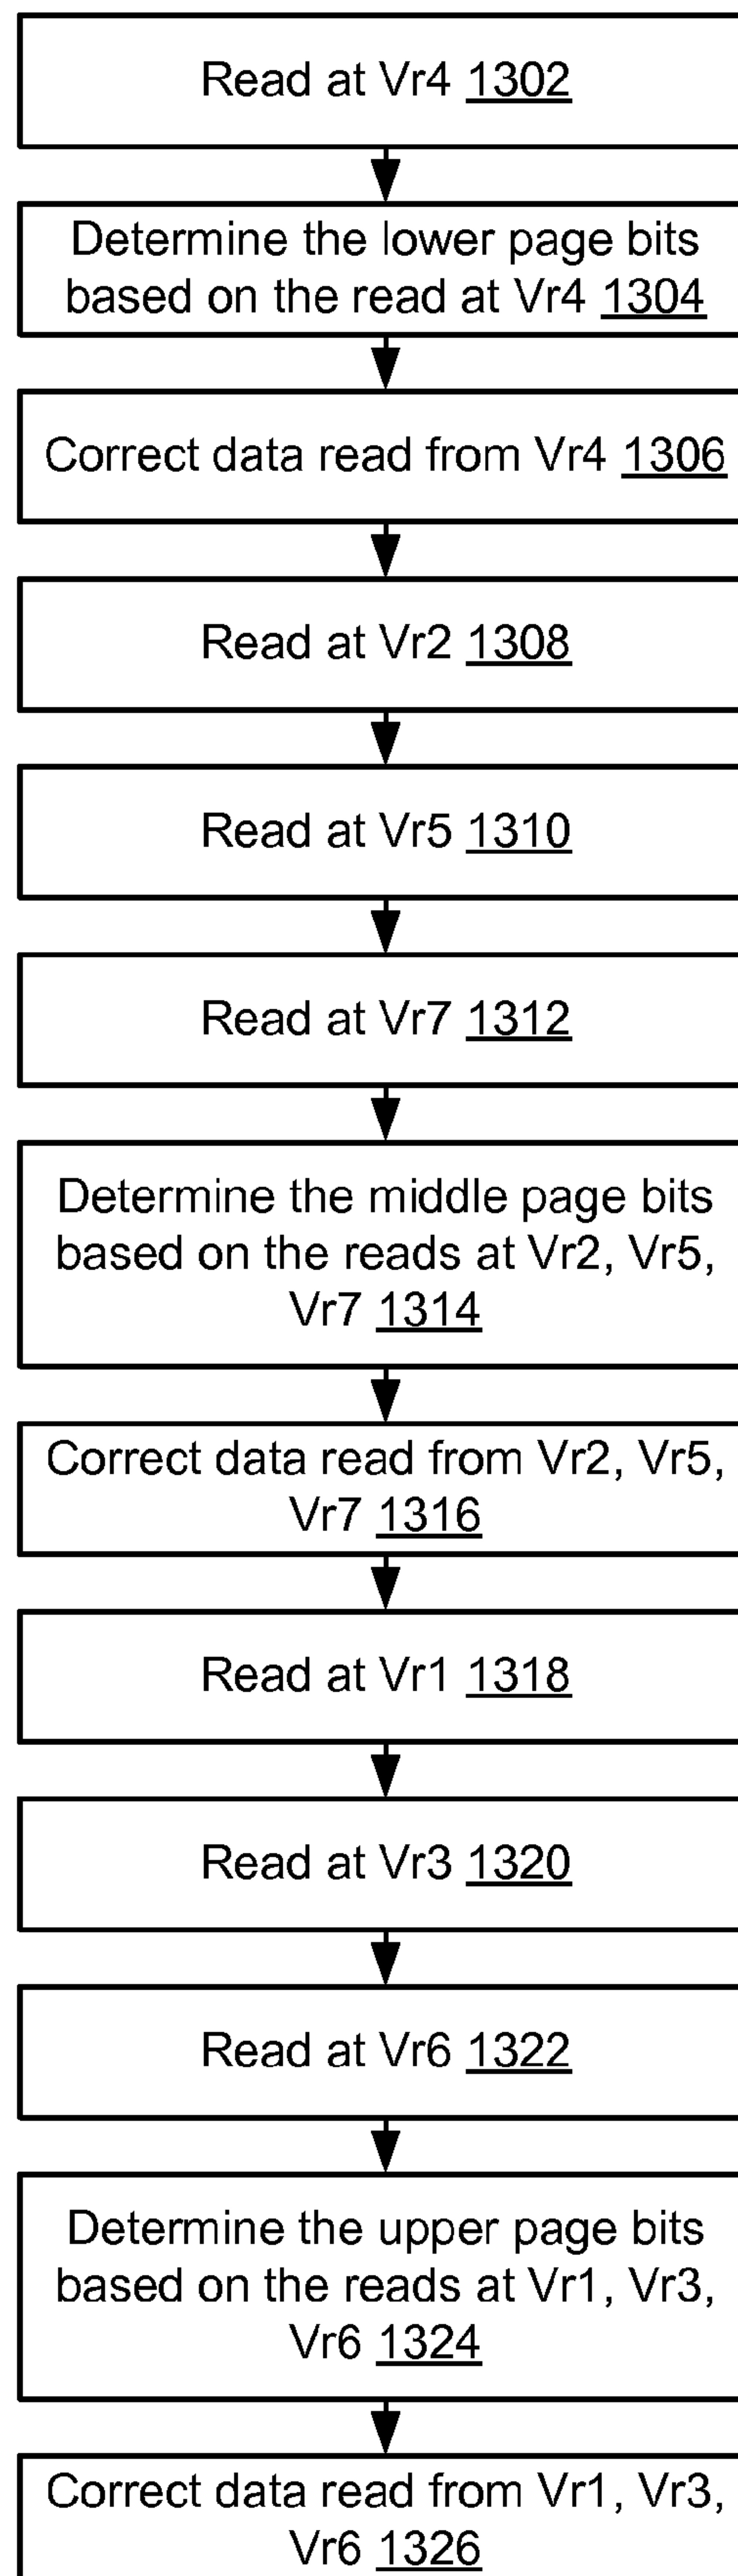 Read at Vr4 1302
Determine the lower page bits
based on the read at Vr4 1304
Correct data read from Vr4 1306
Read at Vr2 1308
Read at Vr5 1310
Read at Vr7 1312
Determine the middle page bits
based on the reads at Vr2, Vr5,
Vr7 1314
Correct data read from Vr2, Vr5,
Vr7 1316
Read at Vr1 1318
Read at Vr3 1320
Read at Vr6 1322
Determine the upper page bits
based on the reads at Vr1, Vr3,
Vr6 1324
Correct data read from Vr1, Vr3,
Vr6 1326